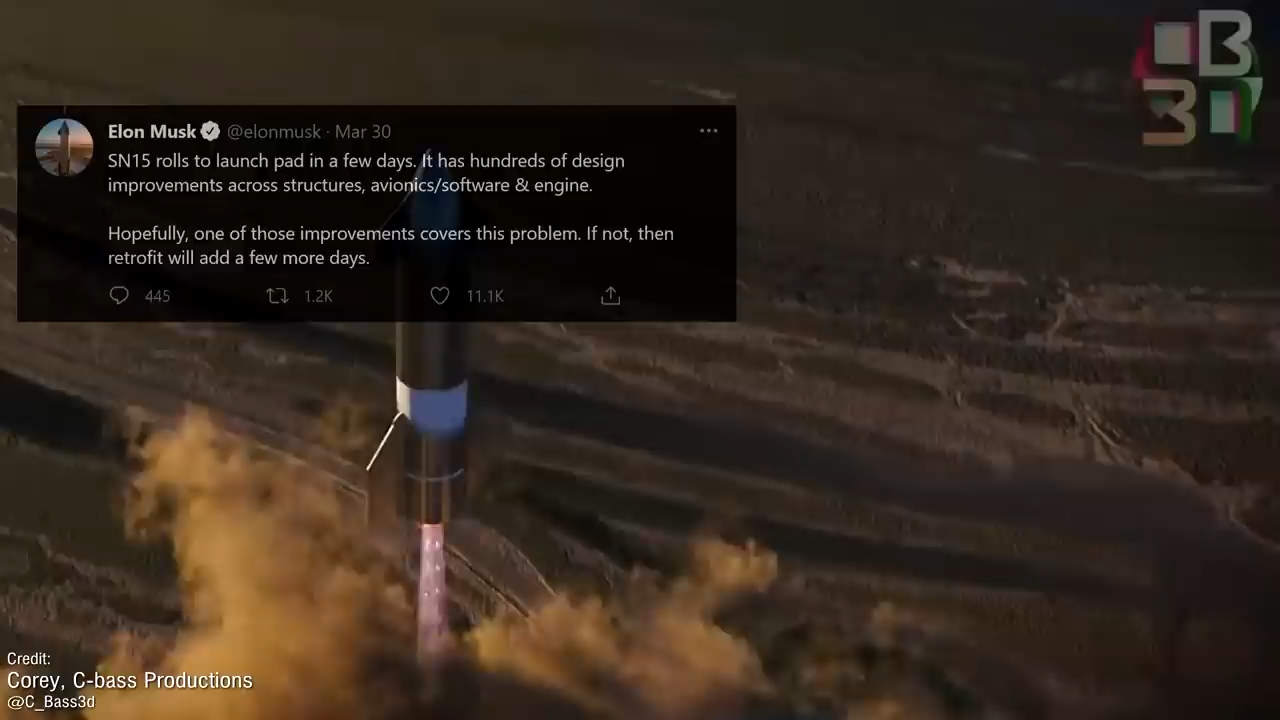 Elon Musk @elonmusk · Mar 30
SN15 rolls to launch pad in a few days. It has hundreds of design
improvements across structures, avionics/software & engine.
Hopefully, one of those improvements covers this problem. If not, then
retrofit will add a few more days.
445 1.2K 11.1K
Credit:
Corey, C-bass Productions
@C_Bass3d